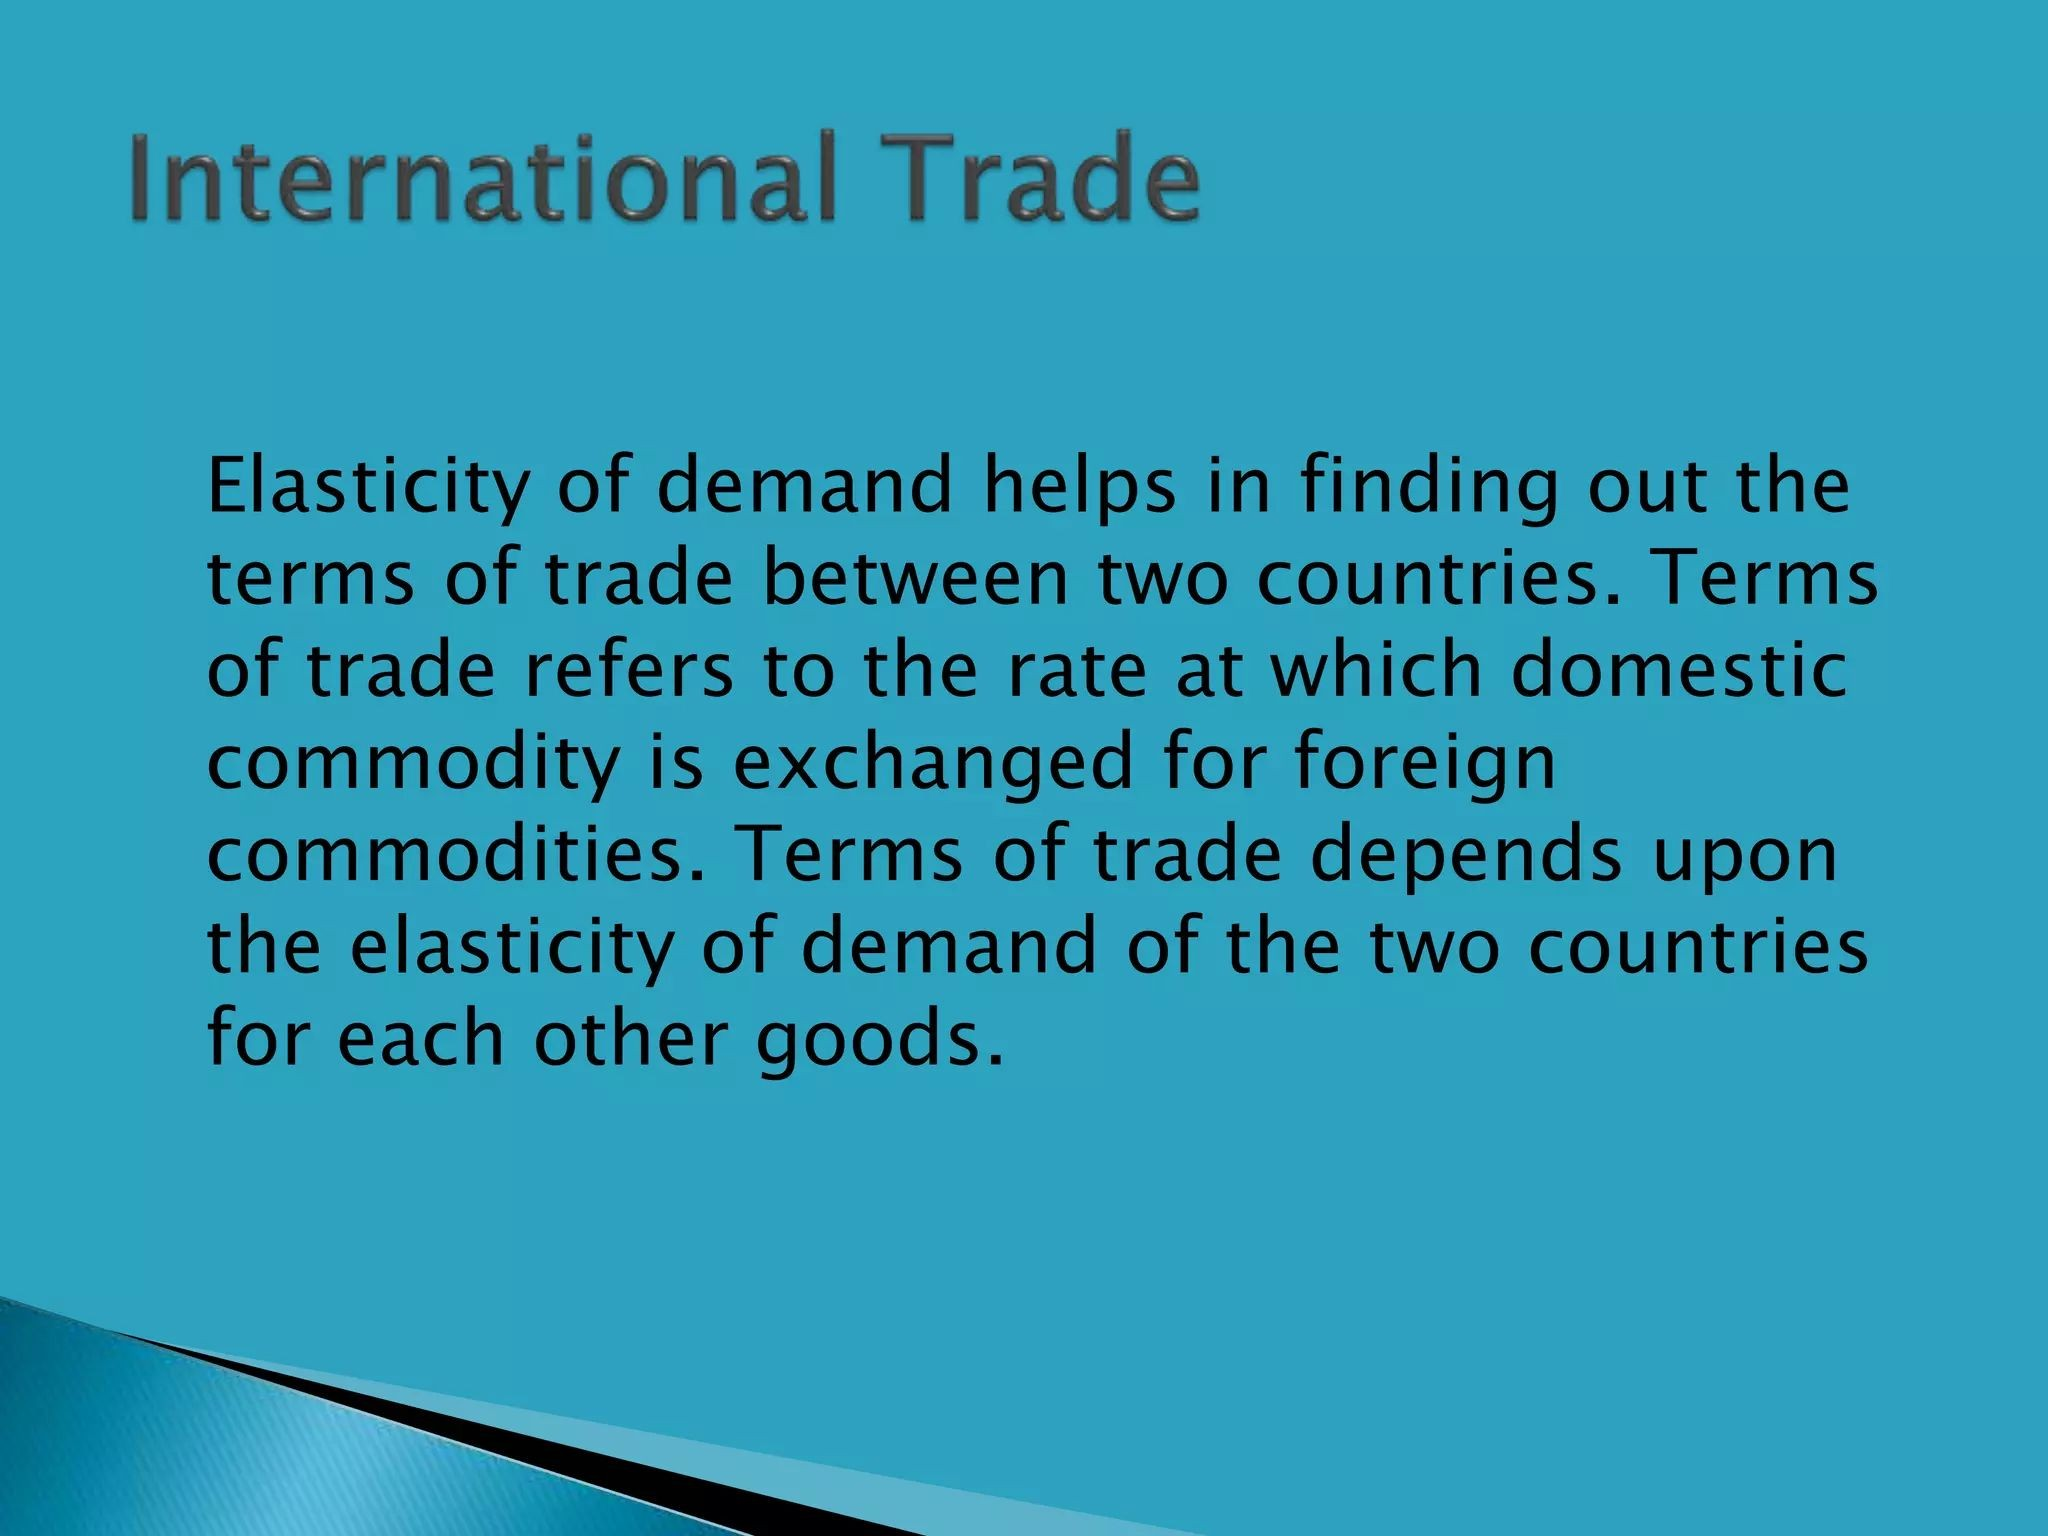 International Trade
Elasticity of demand helps in finding out the
terms of trade between two countries. Terms
of trade refers to the rate at which domestic
commodity is exchanged for foreign
commodities. Terms of trade depends upon
the elasticity of demand of the two countries
for each other goods.